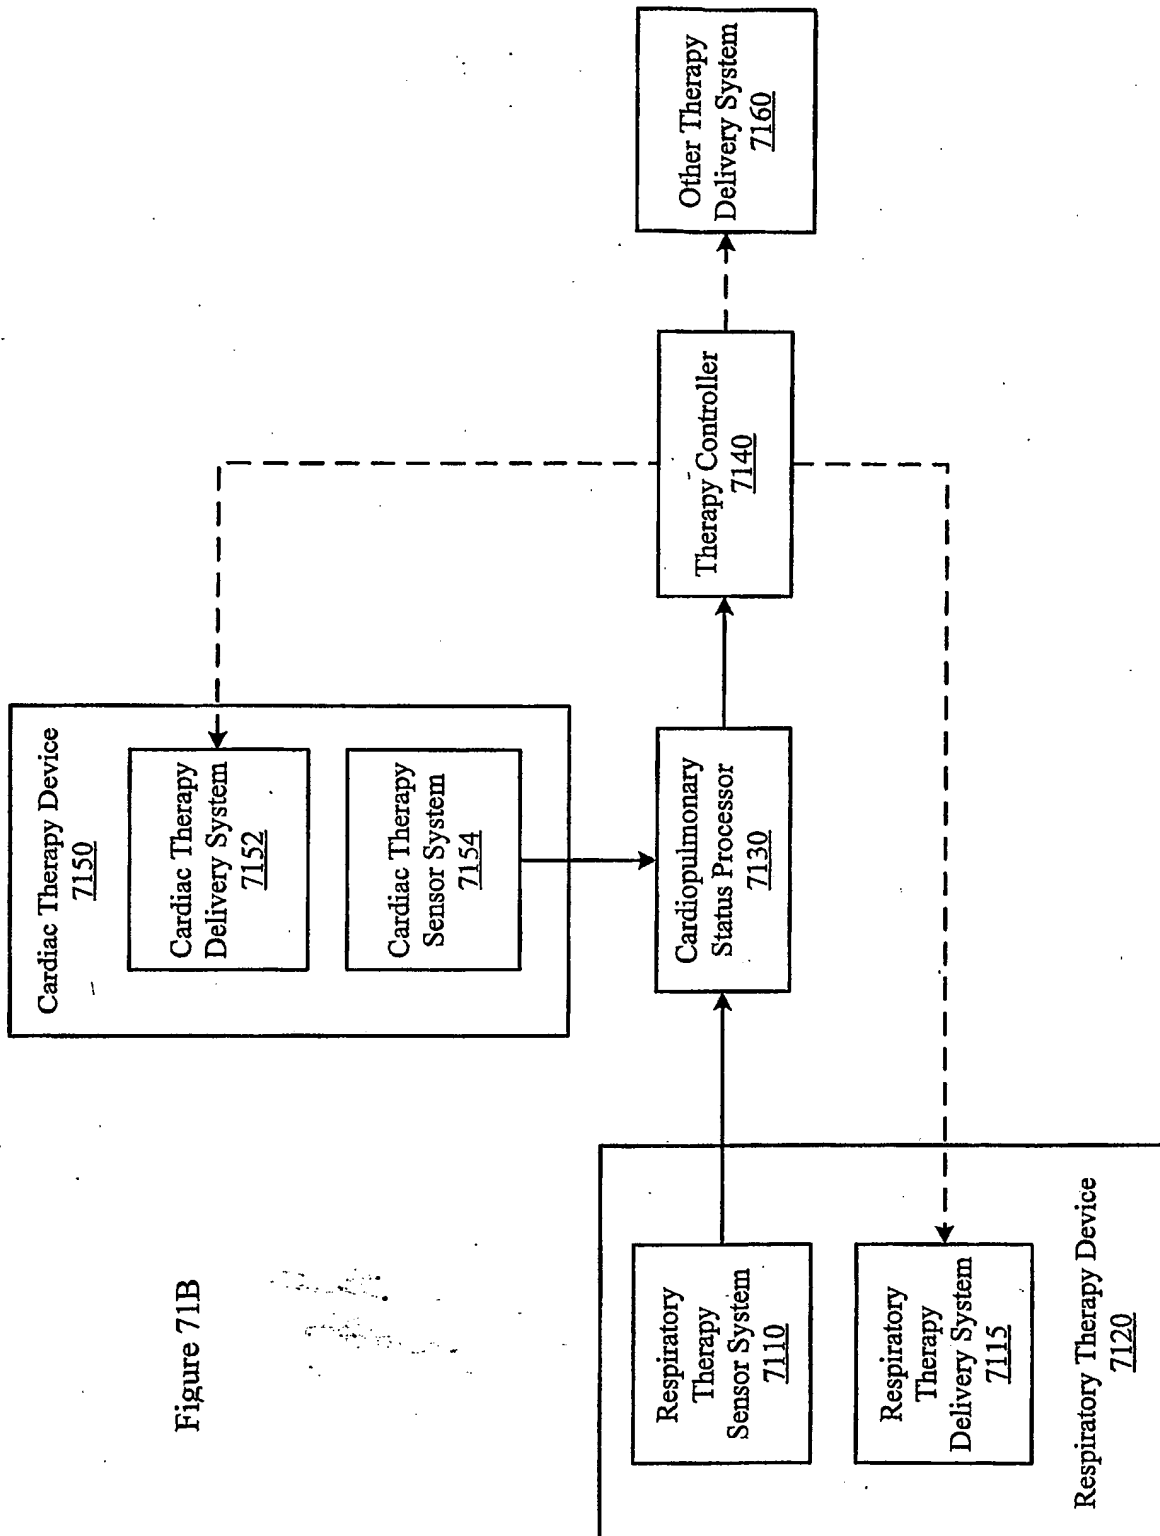 Figure 71B
Cardiac Therapy Device
7150
Cardiac Therapy
Delivery System
7152
Cardiac Therapy
Sensor System
7154
Respiratory
Therapy
Sensor System
7110
Cardiopulmonary
Status Processor
7130
Therapy Controller
7140
Other Therapy
Delivery System
7160
Respiratory
Therapy
Delivery System
7115
Respiratory Therapy Device
7120